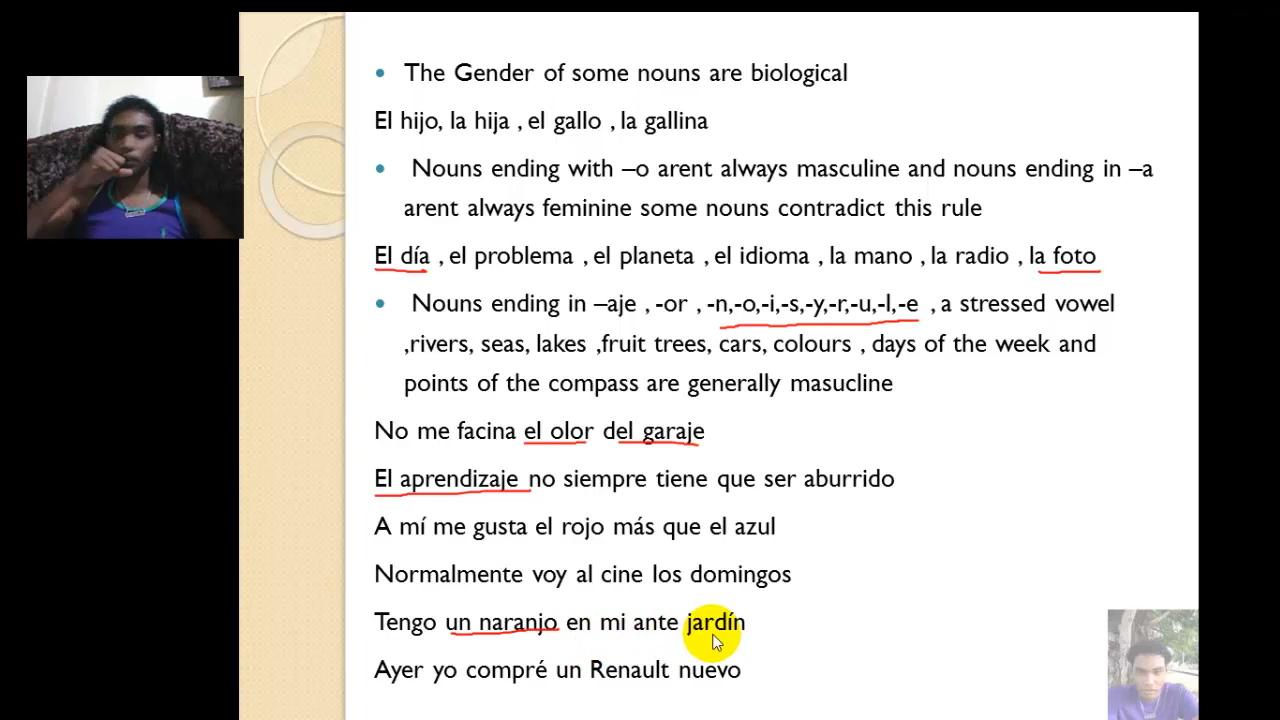 The Gender of some nouns are biological
El hijo, la hija , el gallo , la gallina
Nouns ending with –o arent always masculine and nouns ending in –a
arent always feminine some nouns contradict this rule
El día , el problema , el planeta , el idioma , la mano , la radio , la foto
Nouns ending in –aje , -or , -n,-o,-i,-s,-y,-r,-u,-l,-e , a stressed vowel
,rivers, seas, lakes ,fruit trees, cars, colours , days of the week and
points of the compass are generally masucline
No me facina el olor del garaje
El aprendizaje no siempre tiene que ser aburrido
A mí me gusta el rojo más que el azul
Normalmente voy al cine los domingos
Tengo un naranjo en mi ante jardín
Ayer yo compré un Renault nuevo